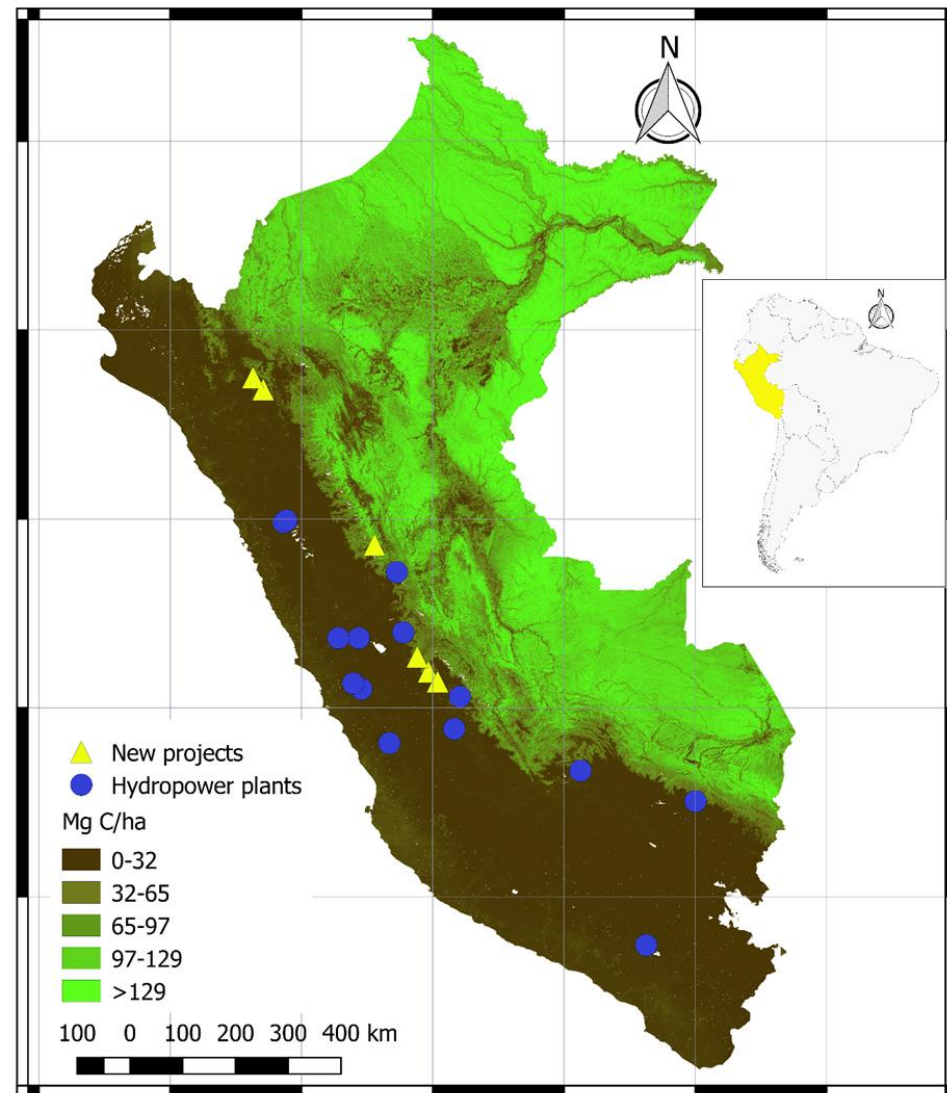 N
N
New projects
Hydropower plants
Mg C/ha
0-32
32-65
65-97
97-129
>129
100 0 100 200 300 400 km